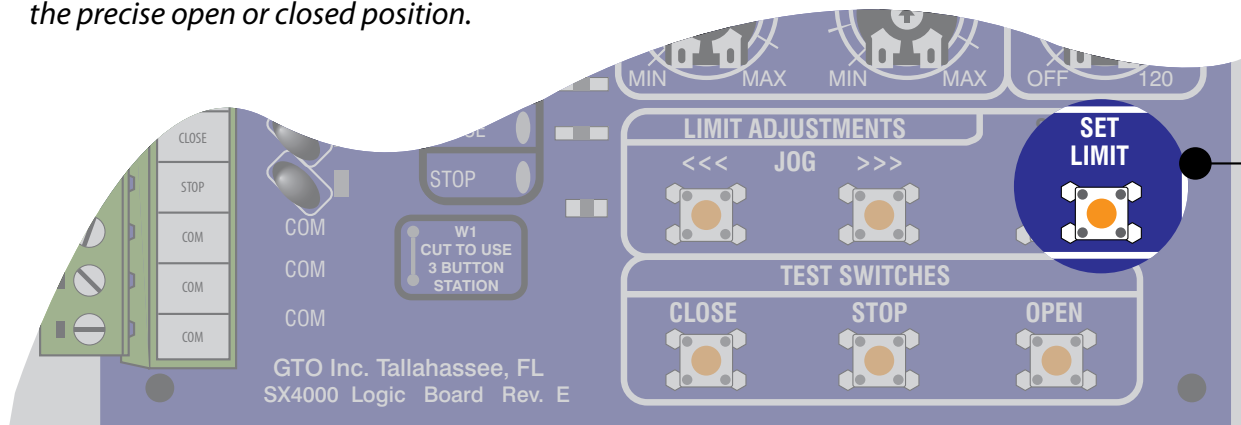 the precise open or closed position.
MIN MAX MIN MAX OFF 120
LIMIT ADJUSTMENTS
<<< JOG >>>
SET
LIMIT
CLOSE
STOP
COM
COM
COM
STOP
COM
COM
COM
W1
CUT TO USE
3 BUTTON
STATION
TEST SWITCHES
CLOSE STOP OPEN
GTO Inc. Tallahassee, FL
SX4000 Logic Board Rev. E